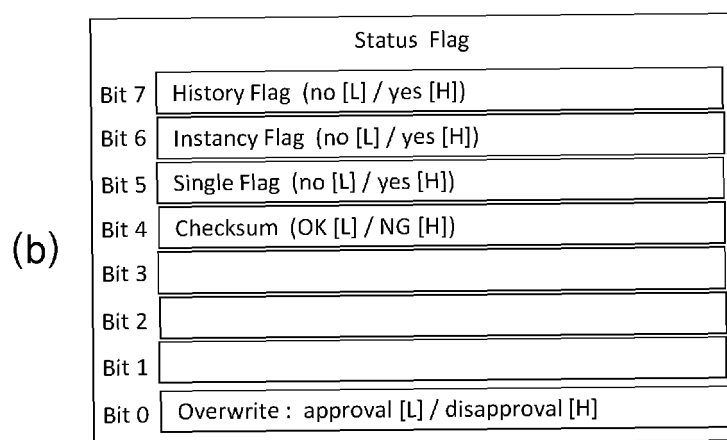 Status Flag
Bit 7 History Flag (no [L] / yes [H])
Bit 6 Instancy Flag (no [L] / yes [H])
Bit 5 Single Flag (no [L] / yes [H])
Bit 4 Checksum (OK [L] / NG [H])
(b)
Bit 3
Bit 2
Bit 1
Bit 0 Overwrite : approval [L] / disapproval [H]